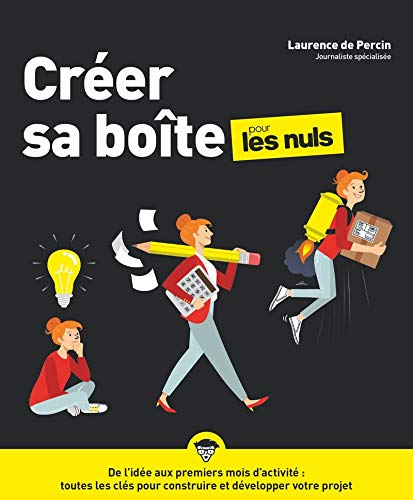 Laurence de Percin
Journaliste spécialisée
Créer
sa boîte
pour
les nuls
De l'idée aux premiers mois d'activité :
toutes les clés pour construire et développer votre projet